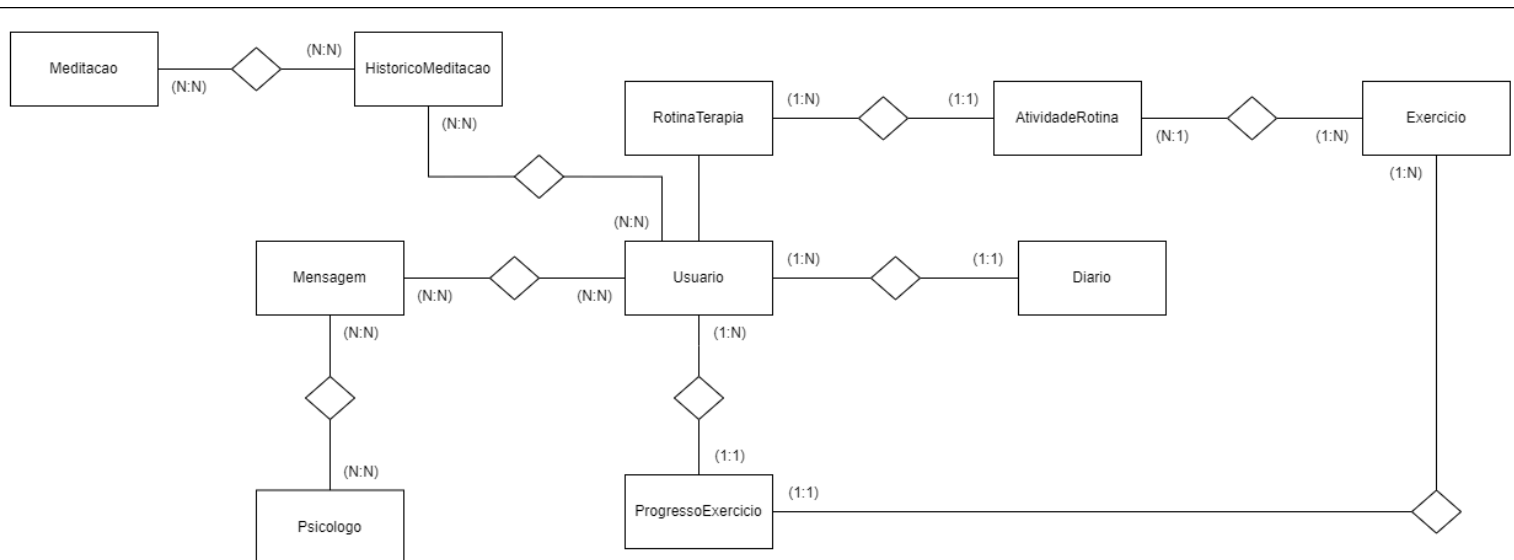 (N:N)
Meditacao
HistoricoMeditacao
(N:N)
(1:N)
(1:1)
RotinaTerapia
AtividadeRotina
Exercicio
(N:N)
(N:1)
(1:N)
(1:N)
(N:N)
(1:N)
(1:1)
Mensagem
Usuario
Diario
(N:N)
(N:N)
(N:N)
(1:N)
(1:1)
(N:N)
(1:1)
Psicologo
ProgressoExercicio